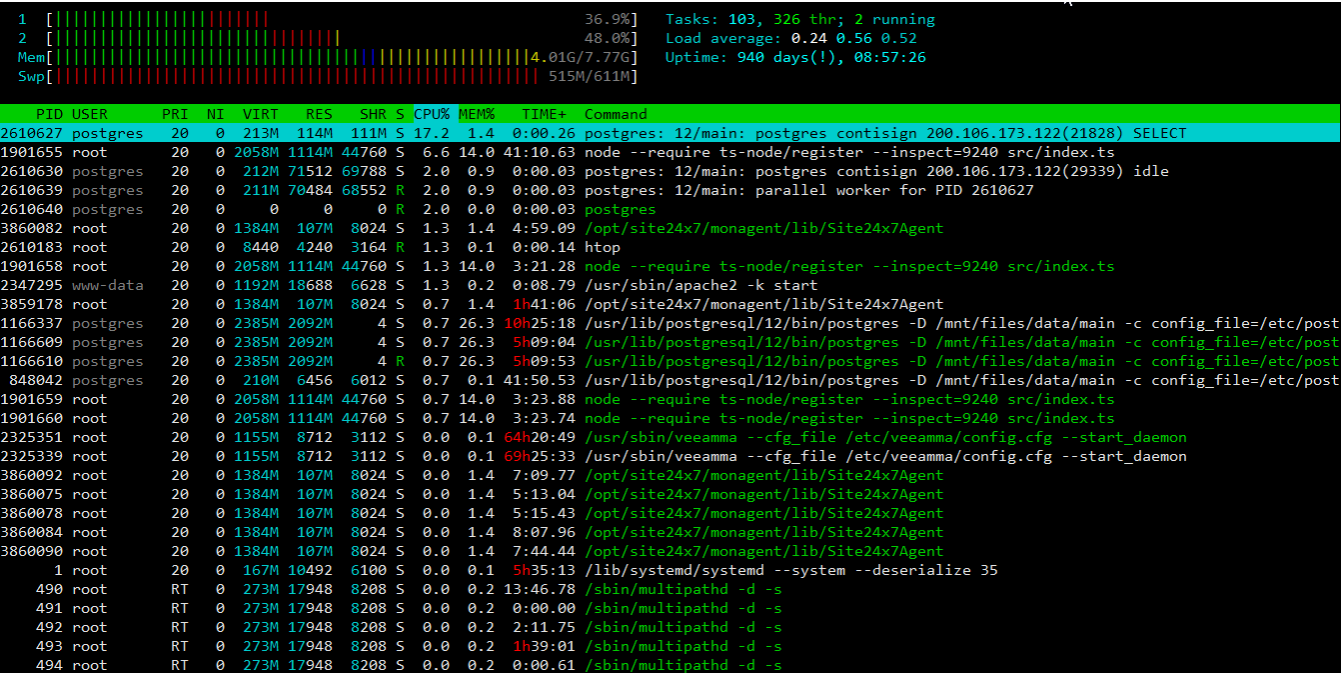 1 [||||||||||||||||||||||||| 36.9%] Tasks: 103, 326 thr; 2 running
2 [|||||||||||||||||||||||||||||||| 48.0%] Load average: 0.24 0.56 0.52
Mem[|||||||||||||||||||||||||||||||||||||||||||||||||||||4.01G/7.77G] Uptime: 940 days(!), 08:57:26
Swp[|||||||||||||||||||||||||||||||||||||||||||||||||||||| 515M/611M]
PID USER PRI NI VIRT RES SHR S CPU% MEM% TIME+ Command
2610627 postgres 20 0 213M 114M 111M S 17.2 1.4 0:00.26 postgres: 12/main: postgres contisign 200.106.173.122(21828) SELECT
1901655 root 20 0 2058M 1114M 44760 S 6.6 14.0 41:10.63 node --require ts-node/register --inspect=9240 src/index.ts
2610630 postgres 20 0 212M 71512 69788 S 2.0 0.9 0:00.03 postgres: 12/main: postgres contisign 200.106.173.122(29339) idle
2610639 postgres 20 0 211M 70484 68552 R 2.0 0.9 0:00.03 postgres: 12/main: parallel worker for PID 2610627
2610640 postgres 20 0 0 0 0 R 2.0 0.0 0:00.03 postgres
3860082 root 20 0 1384M 107M 8024 S 1.3 1.4 4:59.09 /opt/site24x7/monagent/lib/Site24x7Agent
2610183 root 20 0 8440 4240 3164 R 1.3 0.1 0:00.14 htop
1901658 root 20 0 2058M 1114M 44760 S 1.3 14.0 3:21.28 node --require ts-node/register --inspect=9240 src/index.ts
2347295 www-data 20 0 1192M 18688 6628 S 1.3 0.2 0:08.79 /usr/sbin/apache2 -k start
3859178 root 20 0 1384M 107M 8024 S 0.7 1.4 1h41:06 /opt/site24x7/monagent/lib/Site24x7Agent
1166337 postgres 20 0 2385M 2092M 4 S 0.7 26.3 10h25:18 /usr/lib/postgresql/12/bin/postgres -D /mnt/files/data/main -c config_file=/etc/post
1166609 postgres 20 0 2385M 2092M 4 S 0.7 26.3 5h09:04 /usr/lib/postgresql/12/bin/postgres -D /mnt/files/data/main -c config_file=/etc/post
1166610 postgres 20 0 2385M 2092M 4 R 0.7 26.3 5h09:53 /usr/lib/postgresql/12/bin/postgres -D /mnt/files/data/main -c config_file=/etc/post
848042 postgres 20 0 210M 6456 6012 S 0.7 0.1 41:50.53 /usr/lib/postgresql/12/bin/postgres -D /mnt/files/data/main -c config_file=/etc/post
1901659 root 20 0 2058M 1114M 44760 S 0.7 14.0 3:23.88 node --require ts-node/register --inspect=9240 src/index.ts
1901660 root 20 0 2058M 1114M 44760 S 0.7 14.0 3:23.74 node --require ts-node/register --inspect=9240 src/index.ts
2325351 root 20 0 1155M 8712 3112 S 0.0 0.1 64h20:49 /usr/sbin/veeamma --cfg_file /etc/veeamma/config.cfg --start_daemon
2325339 root 20 0 1155M 8712 3112 S 0.0 0.1 69h25:33 /usr/sbin/veeamma --cfg_file /etc/veeamma/config.cfg --start_daemon
3860092 root 20 0 1384M 107M 8024 S 0.0 1.4 7:09.77 /opt/site24x7/monagent/lib/Site24x7Agent
3860075 root 20 0 1384M 107M 8024 S 0.0 1.4 5:13.04 /opt/site24x7/monagent/lib/Site24x7Agent
3860078 root 20 0 1384M 107M 8024 S 0.0 1.4 5:15.43 /opt/site24x7/monagent/lib/Site24x7Agent
3860084 root 20 0 1384M 107M 8024 S 0.0 1.4 8:07.96 /opt/site24x7/monagent/lib/Site24x7Agent
3860090 root 20 0 1384M 107M 8024 S 0.0 1.4 7:44.44 /opt/site24x7/monagent/lib/Site24x7Agent
1 root 20 0 167M 10492 6100 S 0.0 0.1 5h35:13 /lib/systemd/systemd --system --deserialize 35
490 root RT 0 273M 17948 8208 S 0.0 0.2 13:46.78 /sbin/multipathd -d -s
491 root RT 0 273M 17948 8208 S 0.0 0.2 0:00.00 /sbin/multipathd -d -s
492 root RT 0 273M 17948 8208 S 0.0 0.2 2:11.75 /sbin/multipathd -d -s
493 root RT 0 273M 17948 8208 S 0.0 0.2 1h39:01 /sbin/multipathd -d -s
494 root RT 0 273M 17948 8208 S 0.0 0.2 0:00.61 /sbin/multipathd -d -s